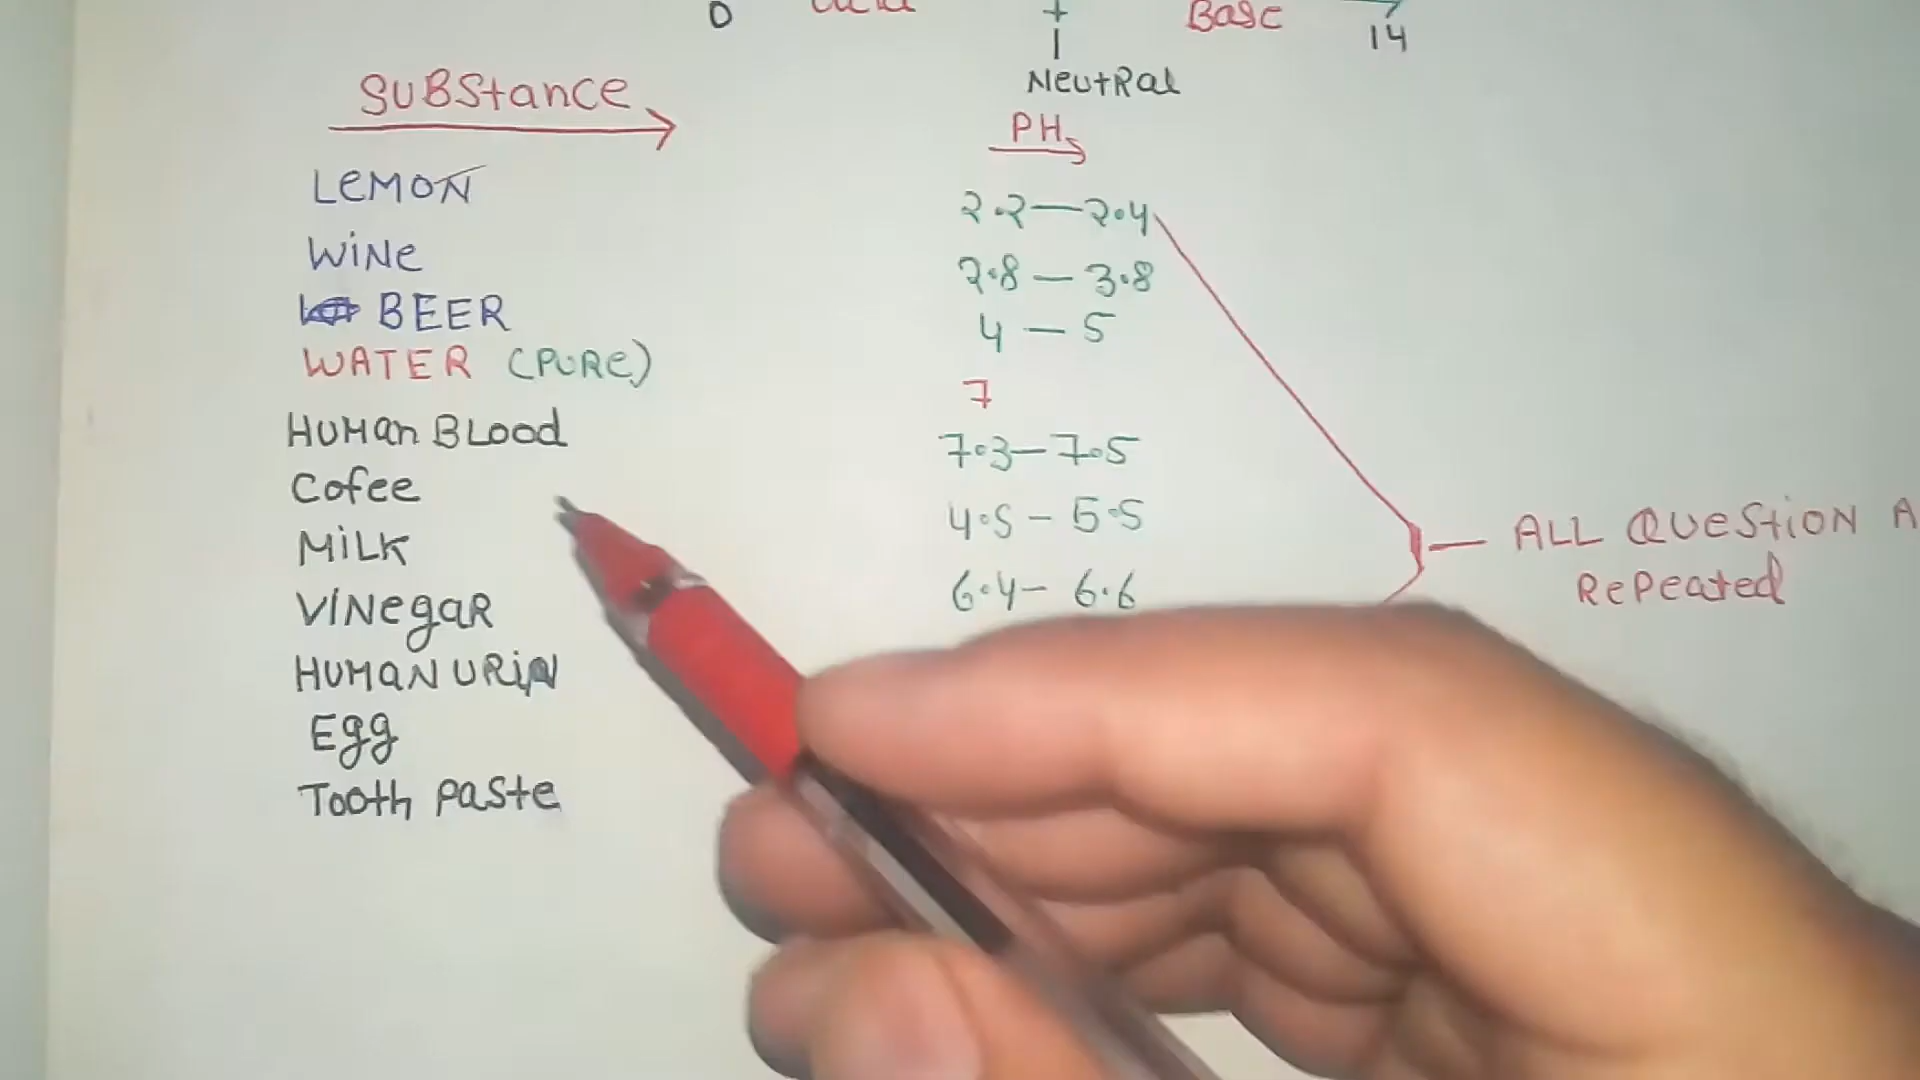 0 Base 14
Neutral
SUBStance
PH
LEMON 2.2—2.4
WINe 2.8 — 3.8
BEER 4 — 5
WATER (PURe) 7
HUMan BLood 7.3—7.5
Cofee 4.5 — 5.5
MILK 6.4— 6.6
ALL QUeStiON A
RePeated
VINegaR
HUMaN URiN
Egg
Tooth Paste